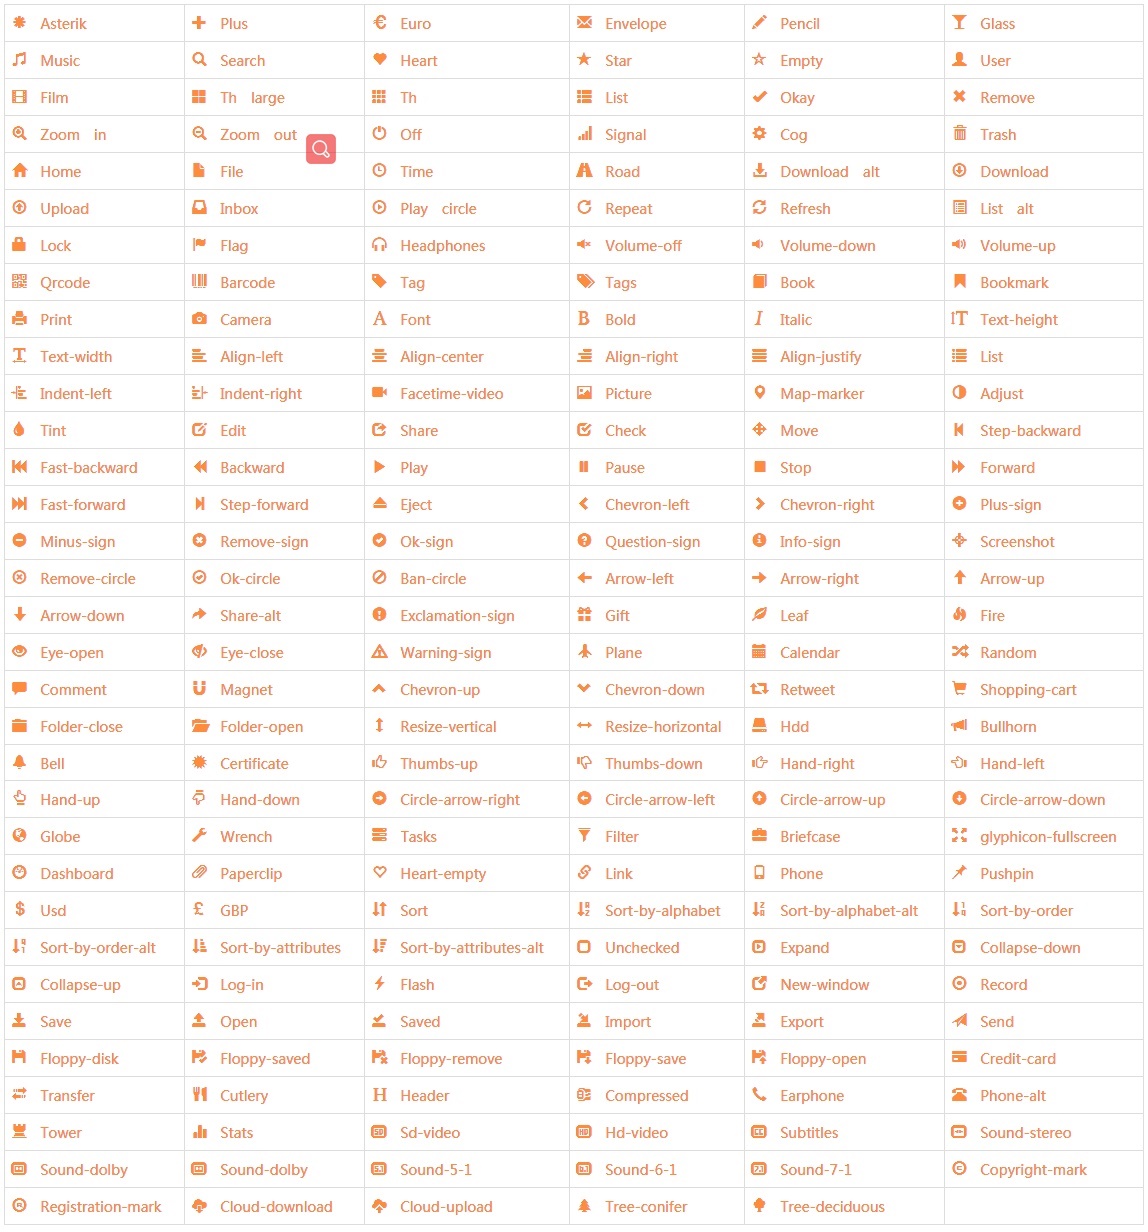 Asterik Plus Euro Envelope Pencil Glass
Music Search Heart Star Empty User
Film Th large Th List Okay Remove
Zoom in Zoom out Off Signal Cog Trash
Home File Time Road Download alt Download
Upload Inbox Play circle Repeat Refresh List alt
Lock Flag Headphones Volume-off Volume-down Volume-up
Qrcode Barcode Tag Tags Book Bookmark
Print Camera Font Bold Italic Text-height
Text-width Align-left Align-center Align-right Align-justify List
Indent-left Indent-right Facetime-video Picture Map-marker Adjust
Tint Edit Share Check Move Step-backward
Fast-backward Backward Play Pause Stop Forward
Fast-forward Step-forward Eject Chevron-left Chevron-right Plus-sign
Minus-sign Remove-sign Ok-sign Question-sign Info-sign Screenshot
Remove-circle Ok-circle Ban-circle Arrow-left Arrow-right Arrow-up
Arrow-down Share-alt Exclamation-sign Gift Leaf Fire
Eye-open Eye-close Warning-sign Plane Calendar Random
Comment Magnet Chevron-up Chevron-down Retweet Shopping-cart
Folder-close Folder-open Resize-vertical Resize-horizontal Hdd Bullhorn
Bell Certificate Thumbs-up Thumbs-down Hand-right Hand-left
Hand-up Hand-down Circle-arrow-right Circle-arrow-left Circle-arrow-up Circle-arrow-down
Globe Wrench Tasks Filter Briefcase glyphicon-fullscreen
Dashboard Paperclip Heart-empty Link Phone Pushpin
Usd GBP Sort Sort-by-alphabet Sort-by-alphabet-alt Sort-by-order
Sort-by-order-alt Sort-by-attributes Sort-by-attributes-alt Unchecked Expand Collapse-down
Collapse-up Log-in Flash Log-out New-window Record
Save Open Saved Import Export Send
Floppy-disk Floppy-saved Floppy-remove Floppy-save Floppy-open Credit-card
Transfer Cutlery Header Compressed Earphone Phone-alt
Tower Stats Sd-video Hd-video Subtitles Sound-stereo
Sound-dolby Sound-dolby Sound-5-1 Sound-6-1 Sound-7-1 Copyright-mark
Registration-mark Cloud-download Cloud-upload Tree-conifer Tree-deciduous